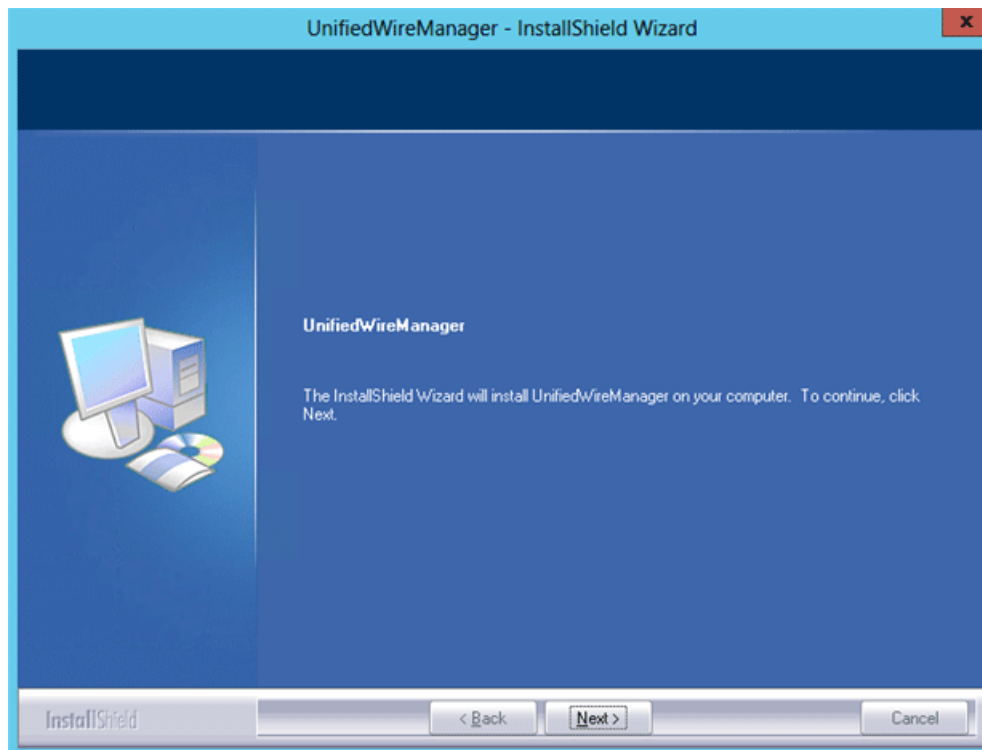 UnifiedWireManager - InstallShield Wizard
x
UnifiedWireManager
The InstallShield Wizard will install UnifiedWireManager on your computer. To continue, click
Next.
InstallShield
< Back
Next >
Cancel